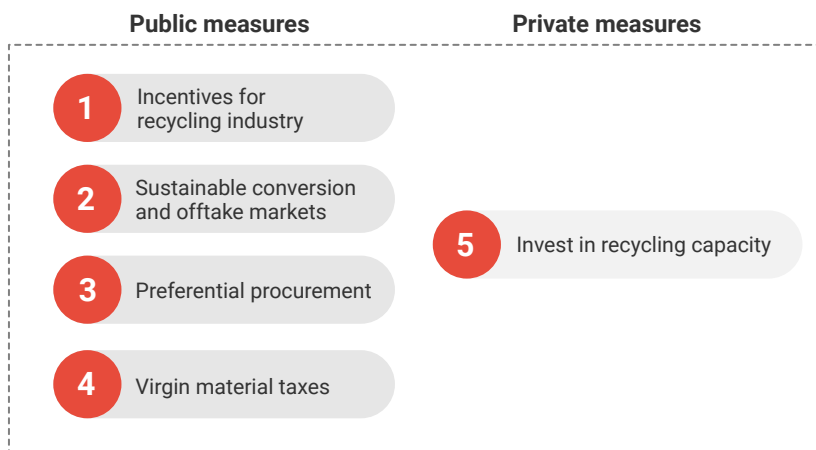 Public measures
Private measures
1
Incentives for
recycling industry
2
Sustainable conversion
and offtake markets
3
Preferential procurement
4
Virgin material taxes
5
Invest in recycling capacity